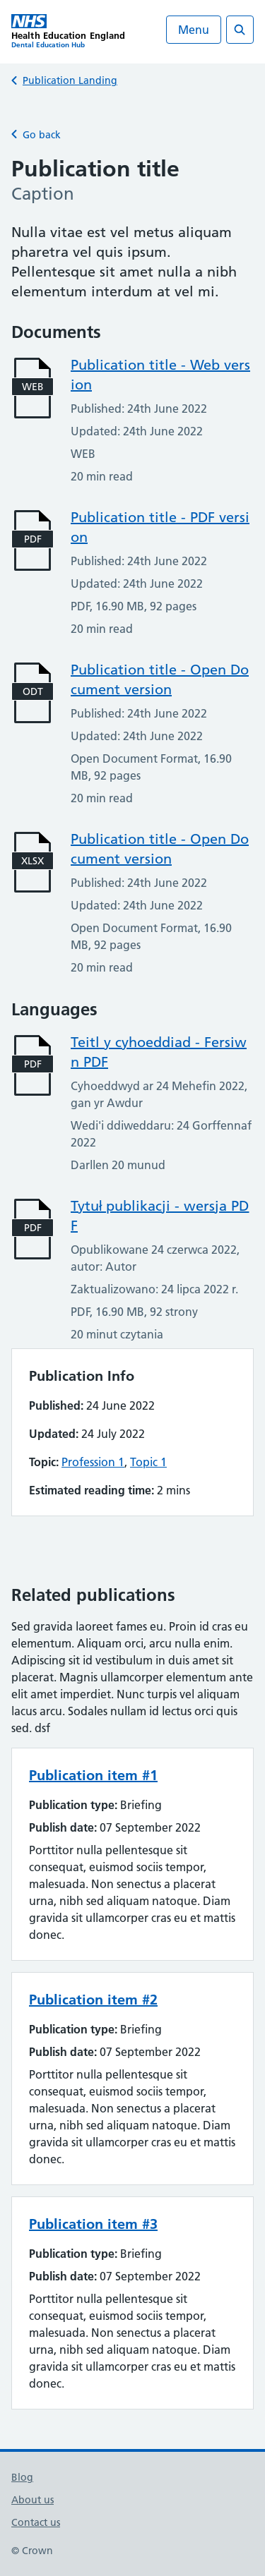 NHS
Health Education England
Dental Education Hub
Menu
Publication Landing
Go back
Publication title
Caption
Nulla vitae est vel metus aliquam
pharetra vel quis ipsum.
Pellentesque sit amet nulla a nibh
elementum interdum at vel mi.
Documents
WEB
Publication title - Web vers
ion
Published: 24th June 2022
Updated: 24th June 2022
WEB
20 min read
PDF
Publication title - PDF versi
on
Published: 24th June 2022
Updated: 24th June 2022
PDF, 16.90 MB, 92 pages
20 min read
ODT
Publication title - Open Do
cument version
Published: 24th June 2022
Updated: 24th June 2022
Open Document Format, 16.90
MB, 92 pages
20 min read
XLSX
Publication title - Open Do
cument version
Published: 24th June 2022
Updated: 24th June 2022
Open Document Format, 16.90
MB, 92 pages
20 min read
Languages
PDF
Teitl y cyhoeddiad - Fersiw
n PDF
Cyhoeddwyd ar 24 Mehefin 2022,
gan yr Awdur
Wedi'i ddiweddaru: 24 Gorffennaf
2022
Darllen 20 munud
PDF
Tytuł publikacji - wersja PD
F
Opublikowane 24 czerwca 2022,
autor: Autor
Zaktualizowano: 24 lipca 2022 r.
PDF, 16.90 MB, 92 strony
20 minut czytania
Publication Info
Published: 24 June 2022
Updated: 24 July 2022
Topic: Profession 1, Topic 1
Estimated reading time: 2 mins
Related publications
Sed gravida laoreet fames eu. Proin id cras eu
elementum. Aliquam orci, arcu nulla enim.
Adipiscing sit id vestibulum in duis amet sit
placerat. Magnis ullamcorper elementum ante
elit amet imperdiet. Nunc turpis vel aliquam
lacus arcu. Sodales nullam id lectus orci quis
sed. dsf
Publication item #1
Publication type: Briefing
Publish date: 07 September 2022
Porttitor nulla pellentesque sit
consequat, euismod sociis tempor,
malesuada. Non senectus a placerat
urna, nibh sed aliquam natoque. Diam
gravida sit ullamcorper cras eu et mattis
donec.
Publication item #2
Publication type: Briefing
Publish date: 07 September 2022
Porttitor nulla pellentesque sit
consequat, euismod sociis tempor,
malesuada. Non senectus a placerat
urna, nibh sed aliquam natoque. Diam
gravida sit ullamcorper cras eu et mattis
donec.
Publication item #3
Publication type: Briefing
Publish date: 07 September 2022
Porttitor nulla pellentesque sit
consequat, euismod sociis tempor,
malesuada. Non senectus a placerat
urna, nibh sed aliquam natoque. Diam
gravida sit ullamcorper cras eu et mattis
donec.
Blog
About us
Contact us
© Crown